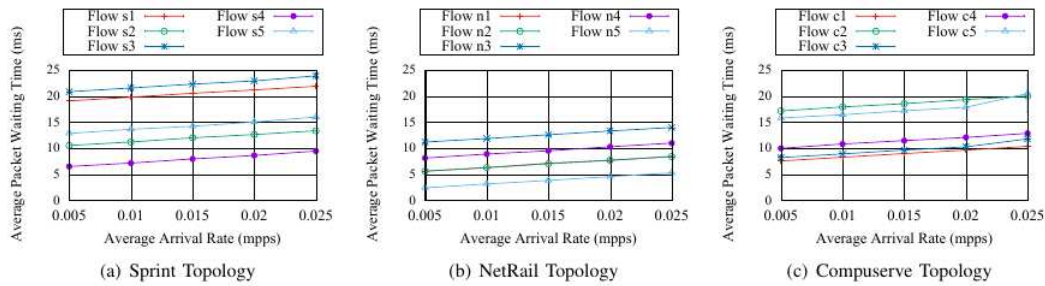 Flow s1 Flow s4
Flow s2 Flow s5
Flow s3
Average Packet Waiting Time (ms)
25
20
15
10
5
0
0.005 0.01 0.015 0.02 0.025
Average Arrival Rate (mpps)
(a) Sprint Topology
Flow n1 Flow n4
Flow n2 Flow n5
Flow n3
Average Packet Waiting Time (ms)
25
20
15
10
5
0
0.005 0.01 0.015 0.02 0.025
Average Arrival Rate (mpps)
(b) NetRail Topology
Flow c1 Flow c4
Flow c2 Flow c5
Flow c3
Average Packet Waiting Time (ms)
25
20
15
10
5
0
0.005 0.01 0.015 0.02 0.025
Average Arrival Rate (mpps)
(c) Compuserve Topology